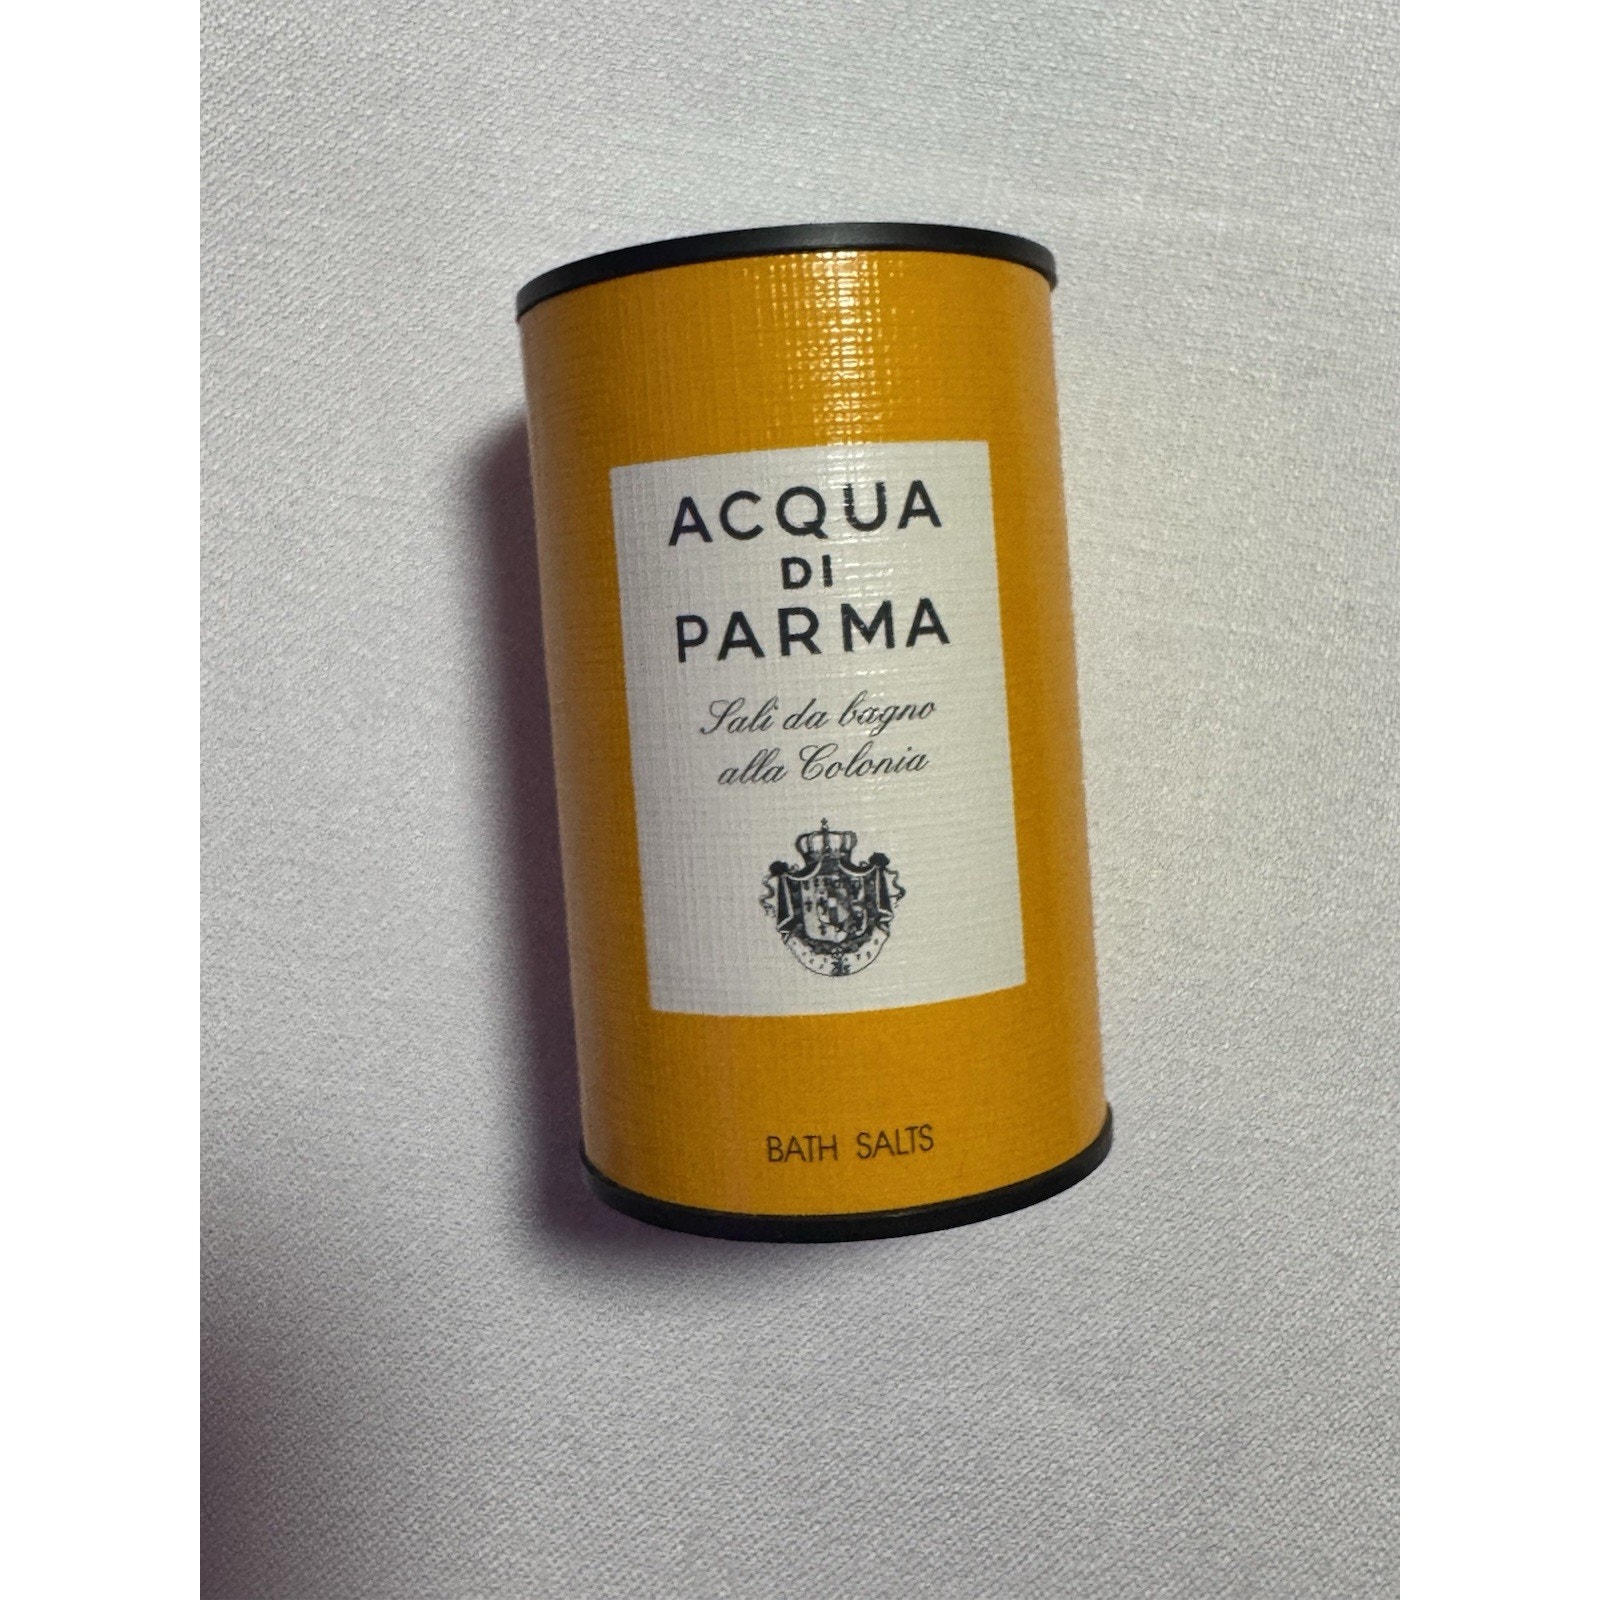 ACQUA
DI
PARMA
Sali da bagno
alla Colonia
BATH SALTS